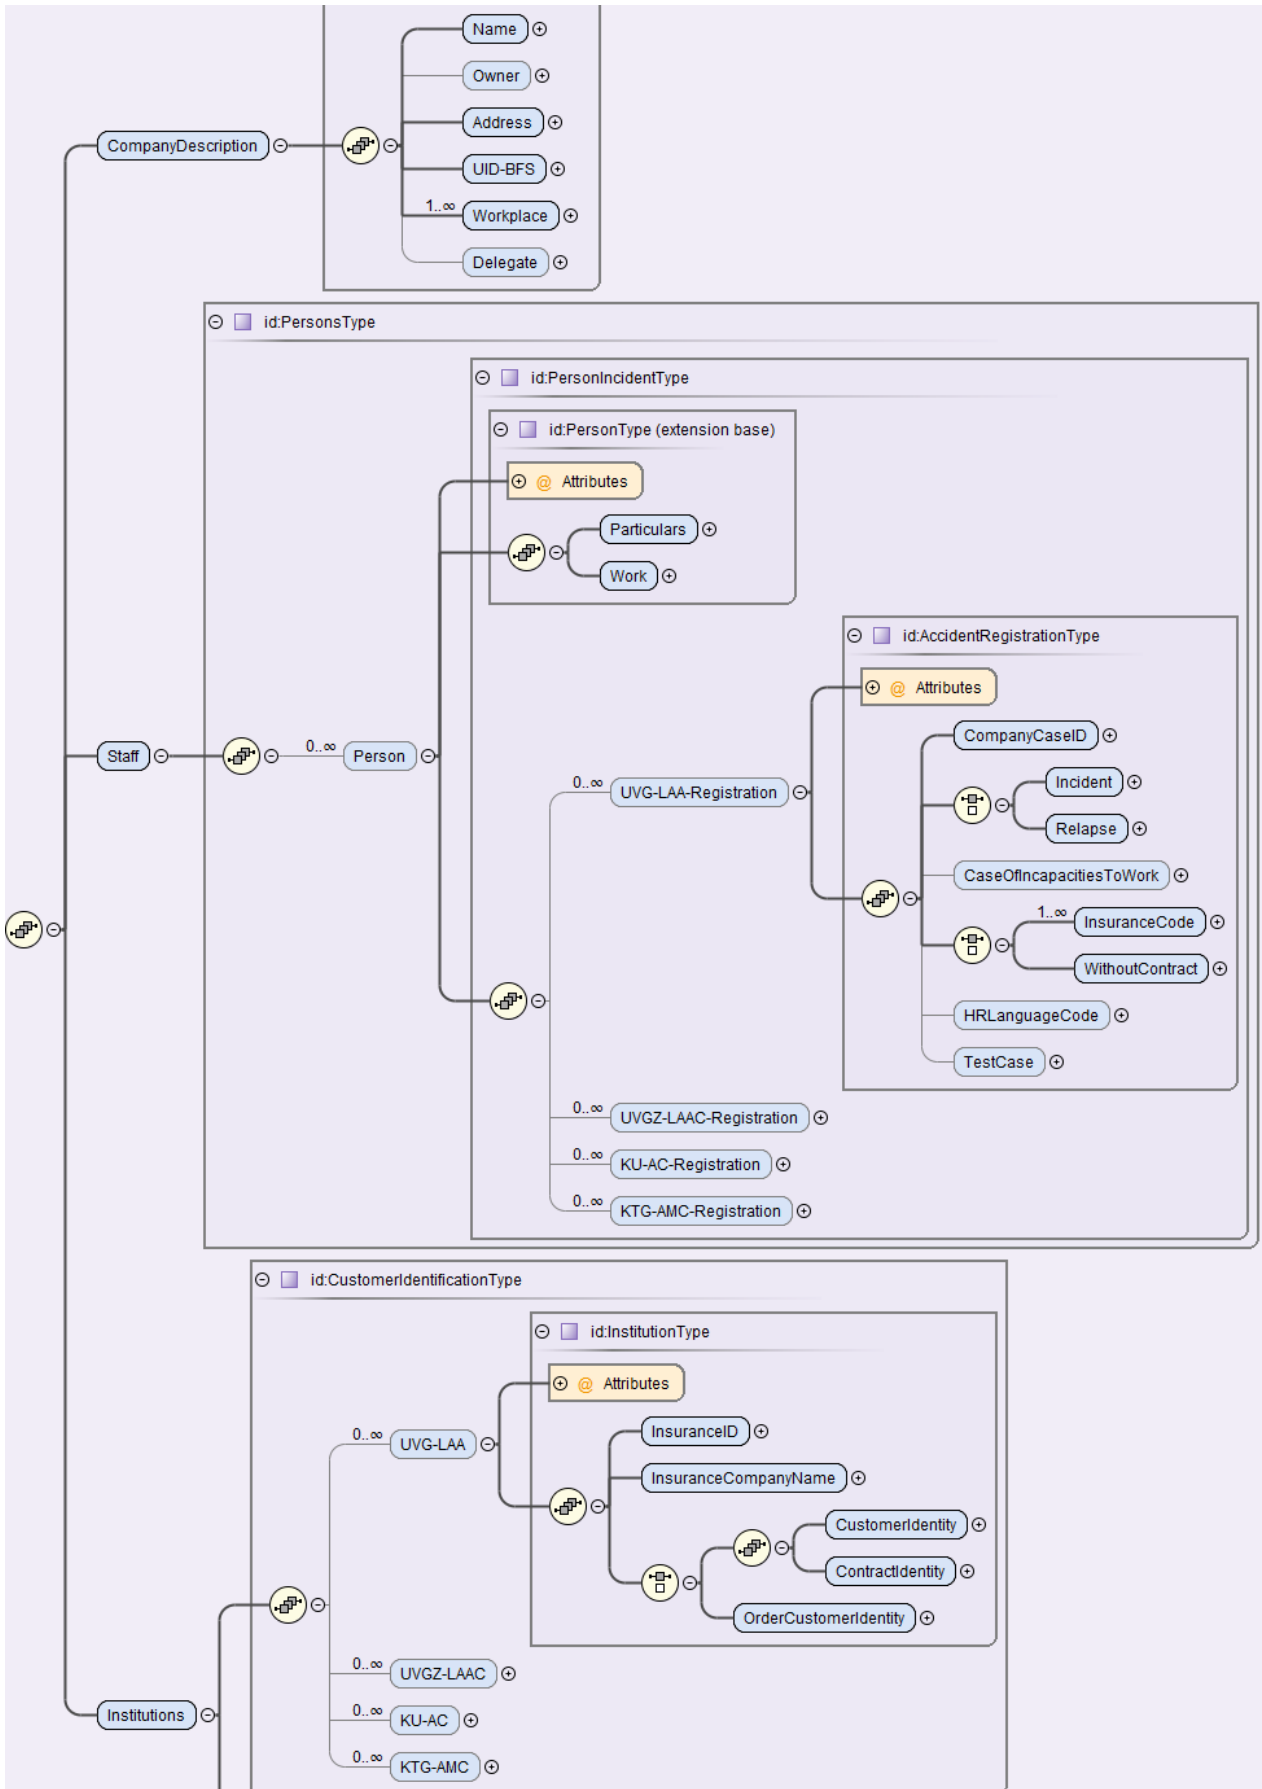 Name
Owner
Address
CompanyDescription
UID-BFS
1..∞ Workplace
Delegate
id:PersonsType
id:PersonIncidentType
id:PersonType (extension base)
@ Attributes
Particulars
Work
id:AccidentRegistrationType
@ Attributes
CompanyCaseID
Staff
0..∞ Person
0..∞ UVG-LAA-Registration
Incident
Relapse
CaseOfIncapacitiesToWork
1..∞ InsuranceCode
WithoutContract
HRLanguageCode
TestCase
0..∞ UVGZ-LAAC-Registration
0..∞ KU-AC-Registration
0..∞ KTG-AMC-Registration
id:CustomerIdentificationType
id:InstitutionType
@ Attributes
InsuranceID
0..∞ UVG-LAA
InsuranceCompanyName
CustomerIdentity
ContractIdentity
OrderCustomerIdentity
0..∞ UVGZ-LAAC
Institutions
0..∞ KU-AC
0..∞ KTG-AMC